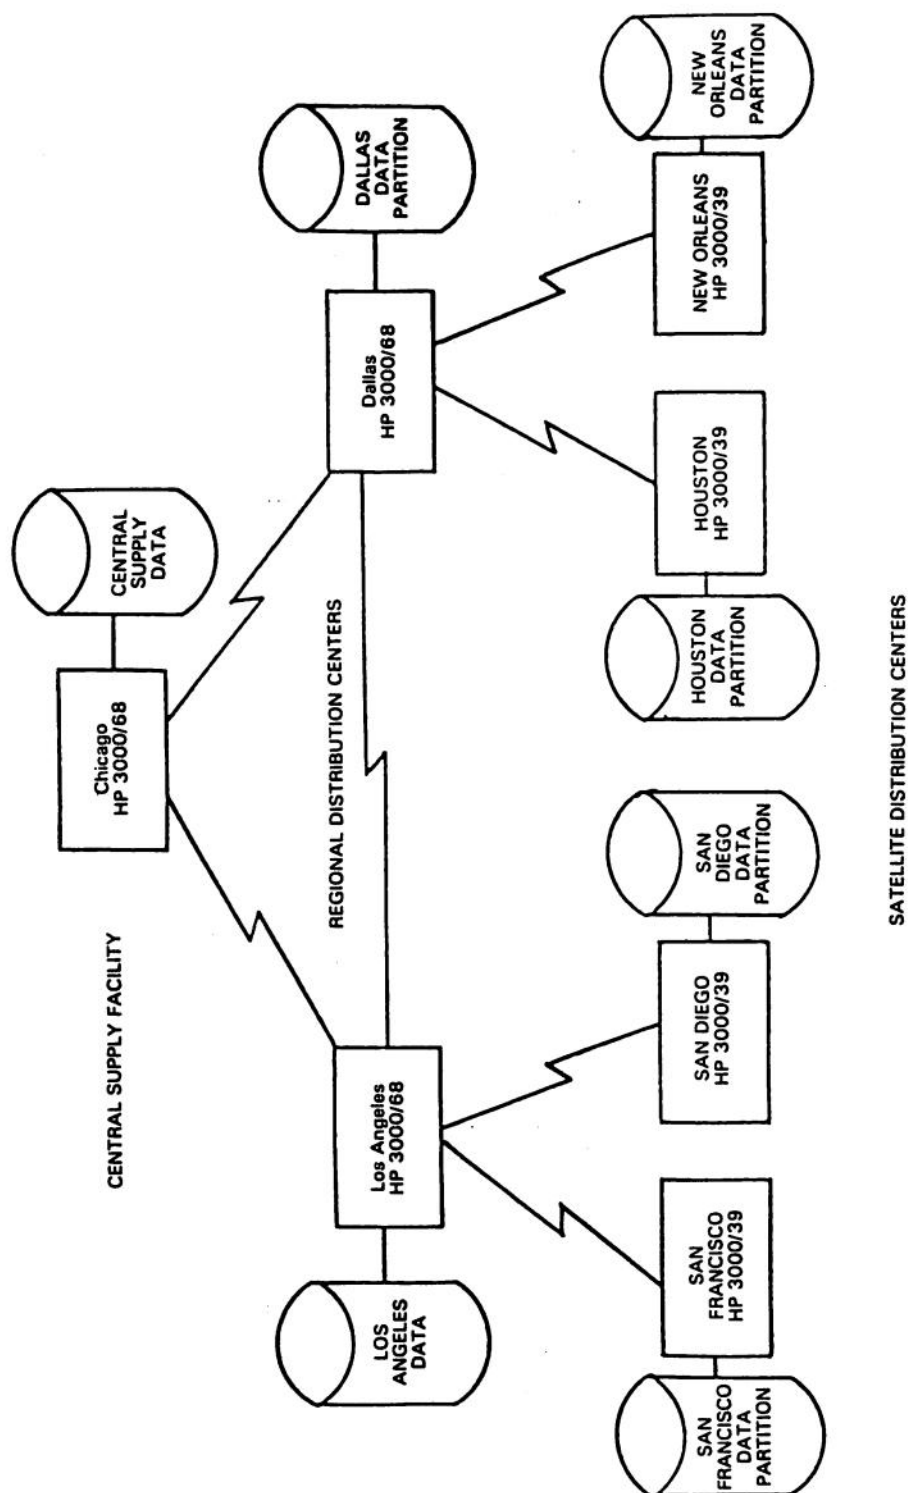 CENTRAL SUPPLY FACILITY
Chicago
HP 3000/68
CENTRAL
SUPPLY
DATA
LOS
ANGELES
DATA
Los Angeles
HP 3000/68
REGIONAL DISTRIBUTION CENTERS
Dallas
HP 3000/68
DALLAS
DATA
PARTITION
SAN
FRANCISCO
DATA
PARTITION
SAN
FRANCISCO
HP 3000/39
SAN DIEGO
HP 3000/39
SAN
DIEGO
DATA
PARTITION
HOUSTON
DATA
PARTITION
HOUSTON
HP 3000/39
NEW ORLEANS
HP 3000/39
NEW
ORLEANS
DATA
PARTITION
SATELLITE DISTRIBUTION CENTERS